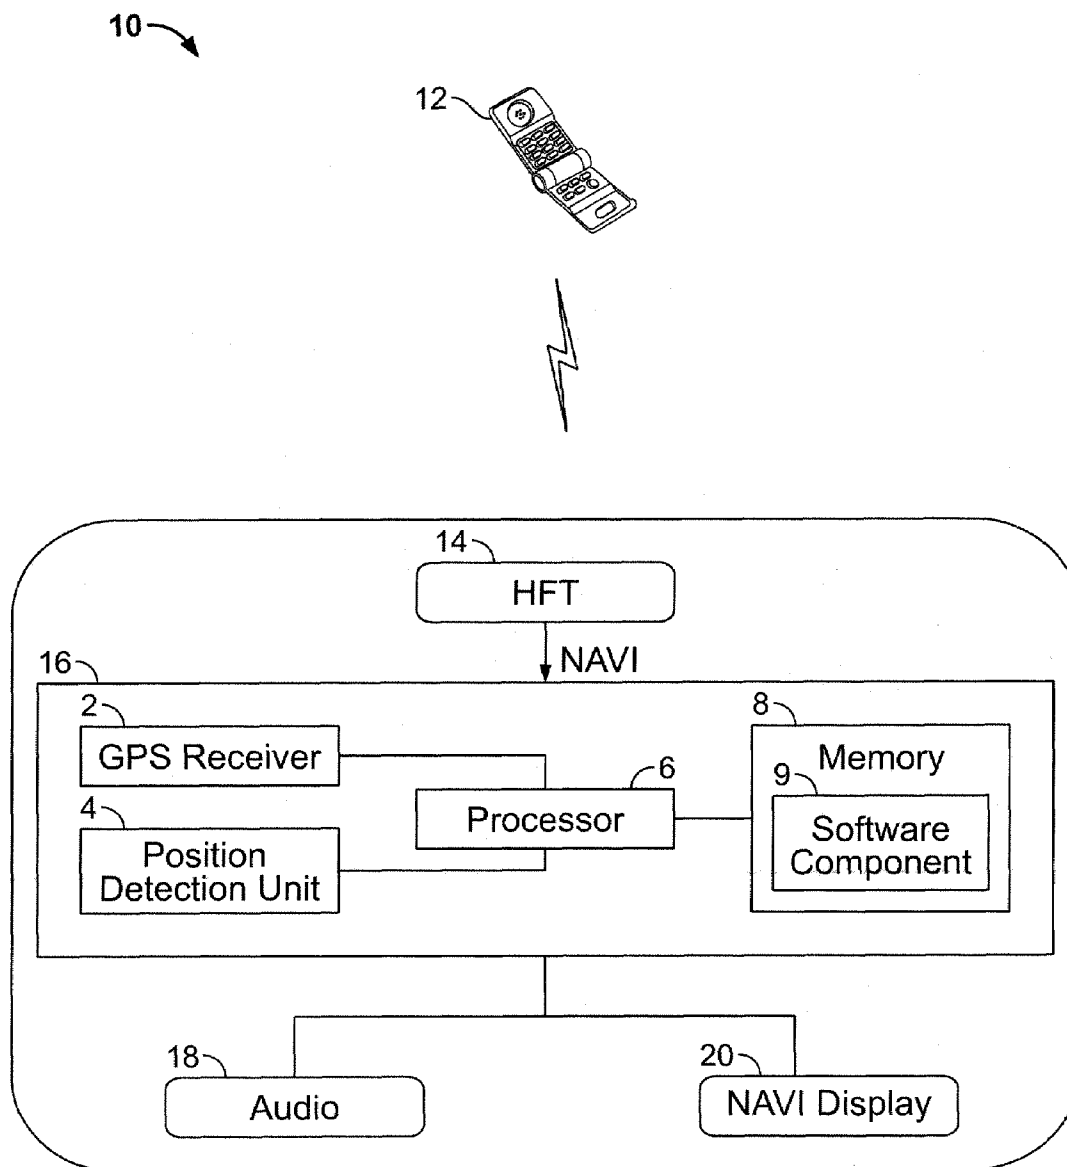 10
12
14
HFT
NAVI
16
2
GPS Receiver
4
Position
Detection Unit
6
Processor
8
Memory
9
Software
Component
18
Audio
20
NAVI Display